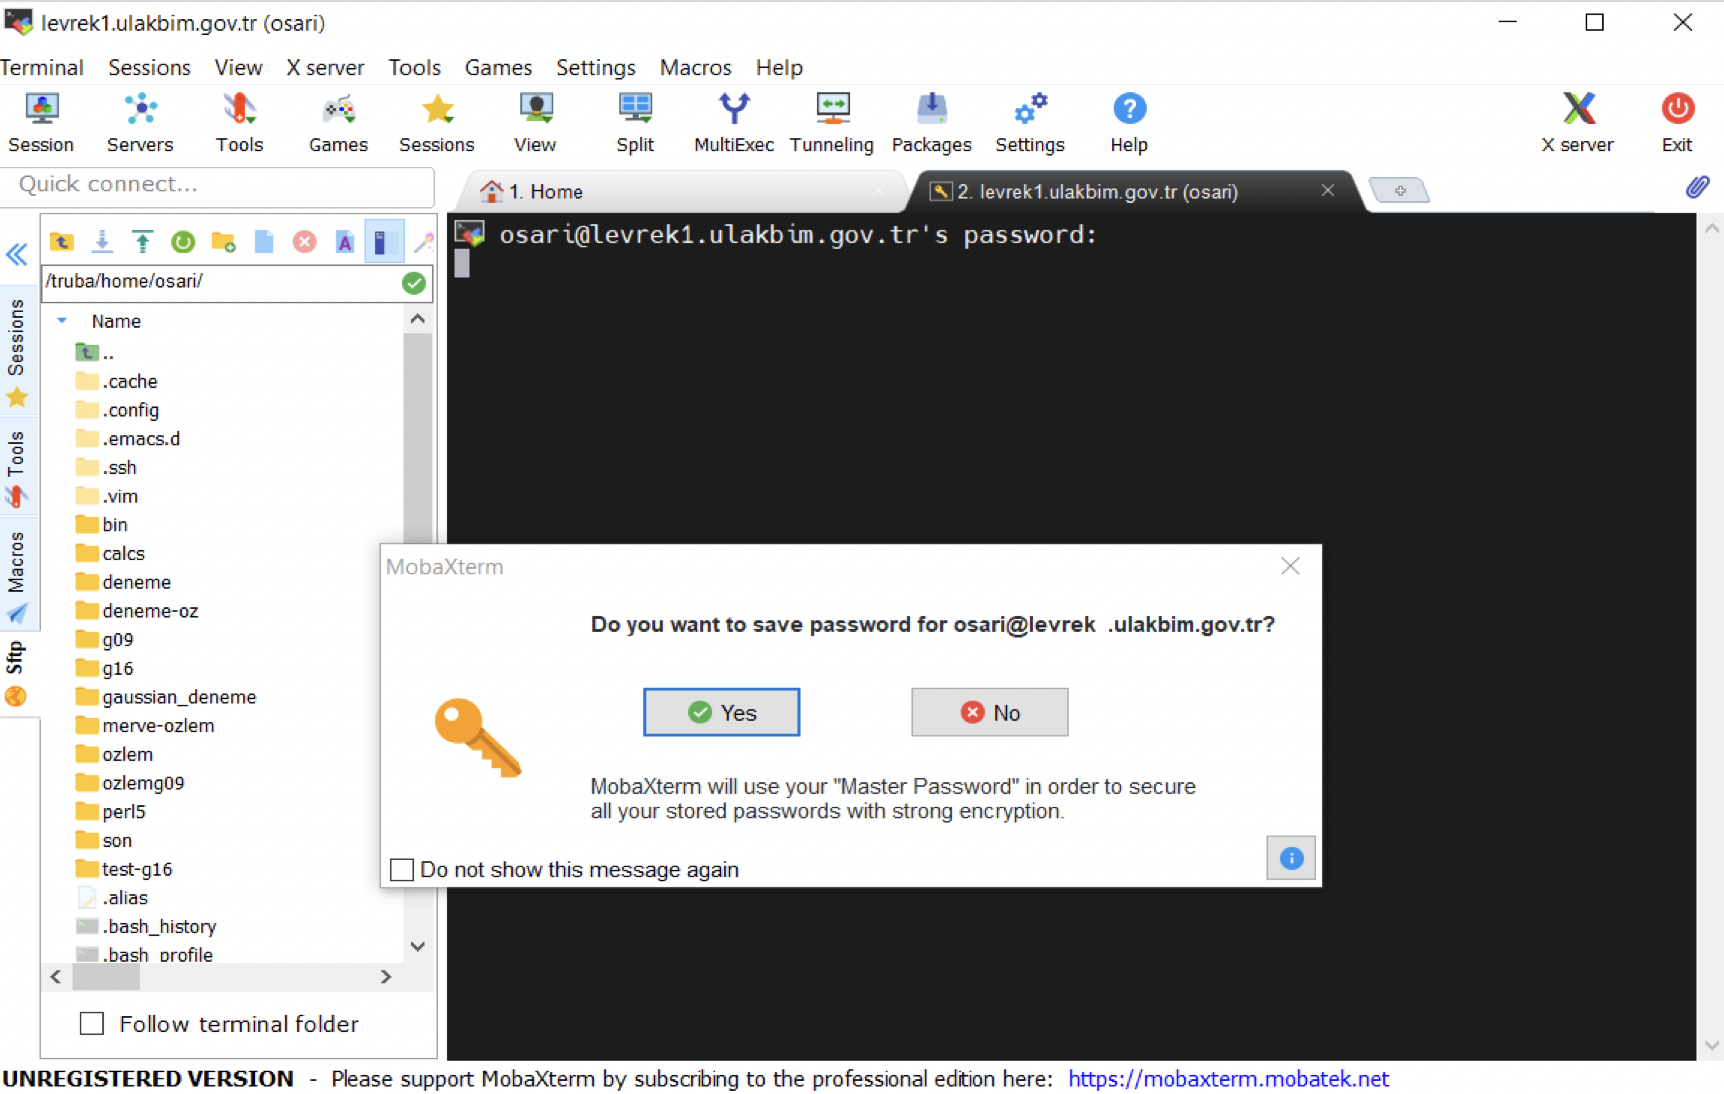 levrek1.ulakbim.gov.tr (osari)
Terminal Sessions View X server Tools Games Settings Macros Help
Session Servers Tools Games Sessions View Split MultiExec Tunneling Packages Settings Help X server Exit
Quick connect...
1. Home
2. levrek1.ulakbim.gov.tr (osari)
osari@levrek1.ulakbim.gov.tr's password:
Sessions
Tools
Macros
Sftp
/truba/home/osari/
Name
..
.cache
.config
.emacs.d
.ssh
.vim
bin
calcs
deneme
deneme-oz
g09
g16
gaussian_deneme
merve-ozlem
ozlem
ozlemg09
perl5
son
test-g16
.alias
.bash_history
.bash_profile
Follow terminal folder
MobaXterm
Do you want to save password for osari@levrek .ulakbim.gov.tr?
Yes
No
MobaXterm will use your "Master Password" in order to secure
all your stored passwords with strong encryption.
Do not show this message again
UNREGISTERED VERSION - Please support MobaXterm by subscribing to the professional edition here: https://mobaxterm.mobatek.net